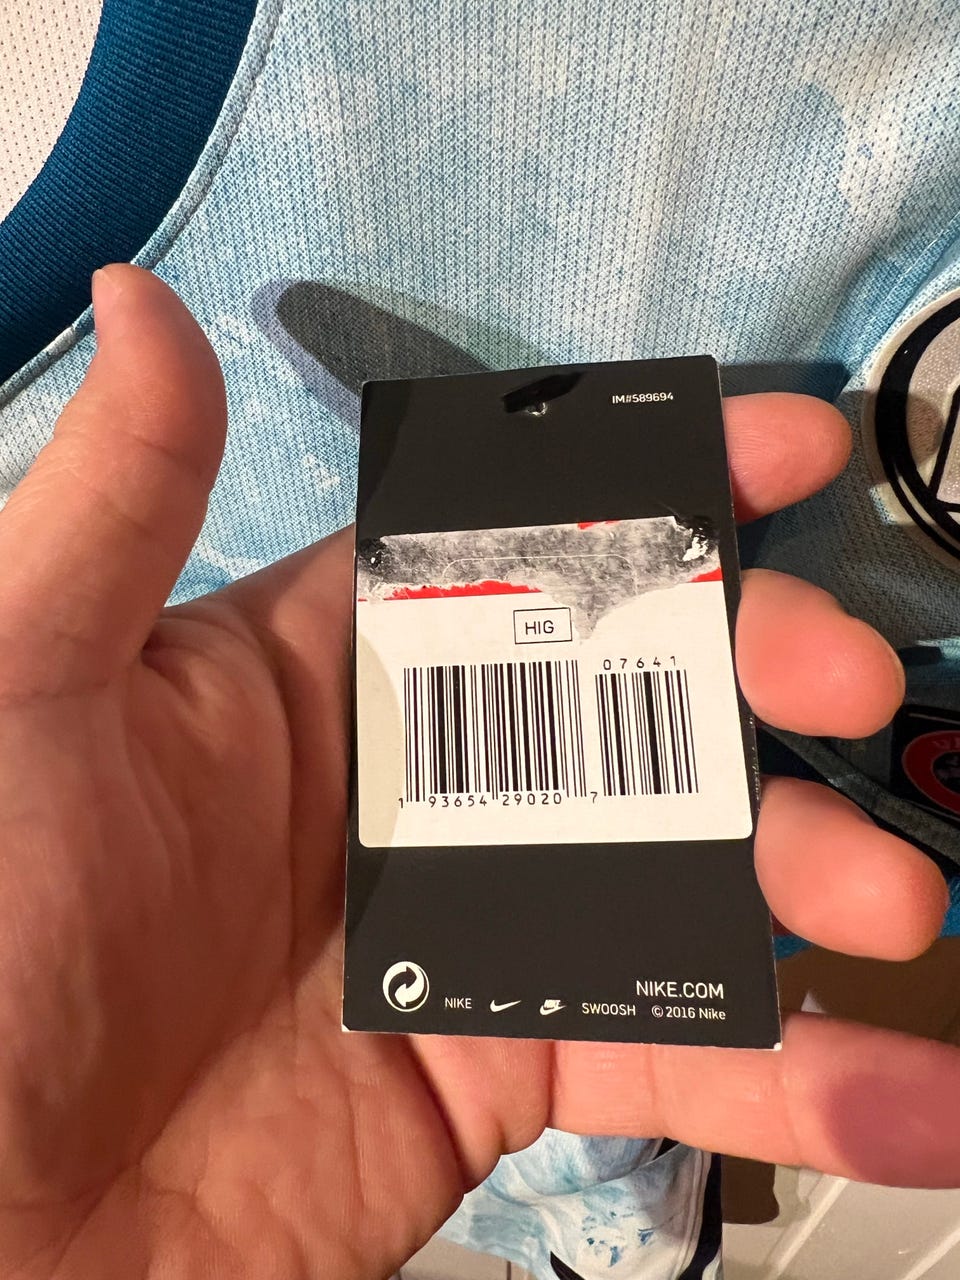 IM#589694
HIG
07641
1 93654 29020 7
NIKE.COM
NIKE SWOOSH © 2016 Nike